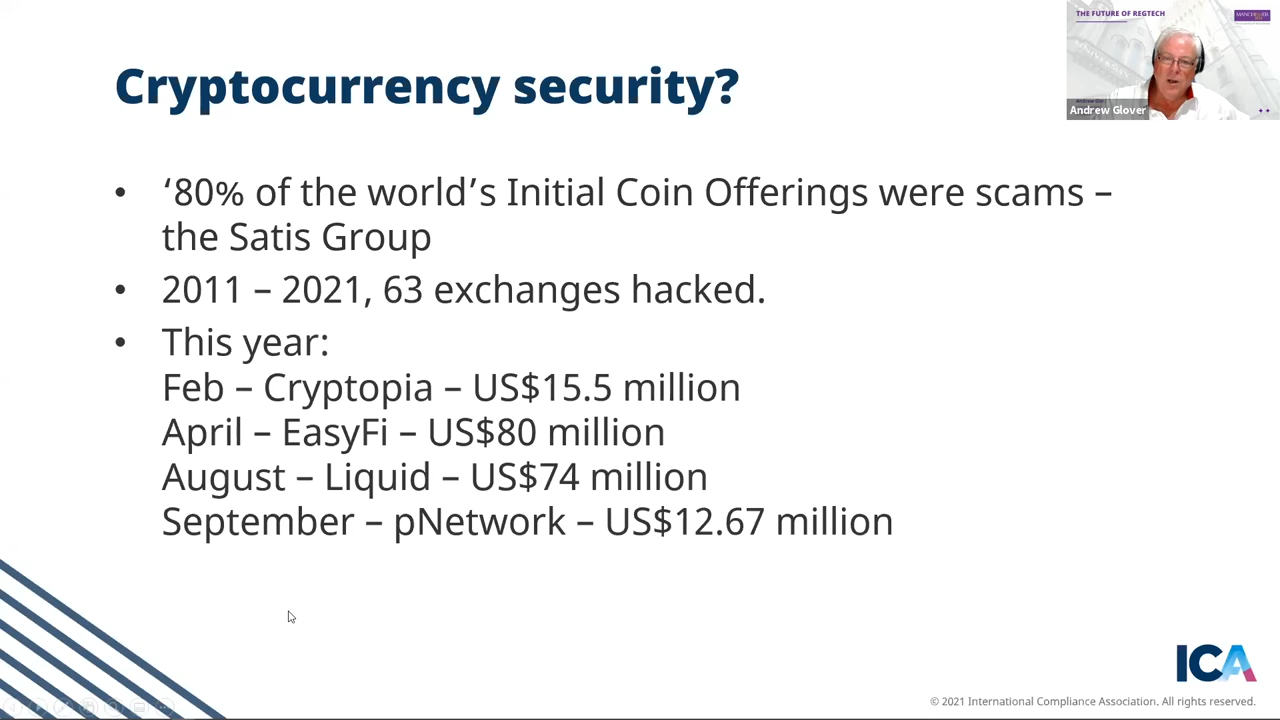 THE FUTURE OF REGTECH
Andrew Glover
Cryptocurrency security?
• ‘80% of the world’s Initial Coin Offerings were scams –
the Satis Group
• 2011 – 2021, 63 exchanges hacked.
• This year:
Feb – Cryptopia – US$15.5 million
April – EasyFi – US$80 million
August – Liquid – US$74 million
September – pNetwork – US$12.67 million
ICA
© 2021 International Compliance Association. All rights reserved.